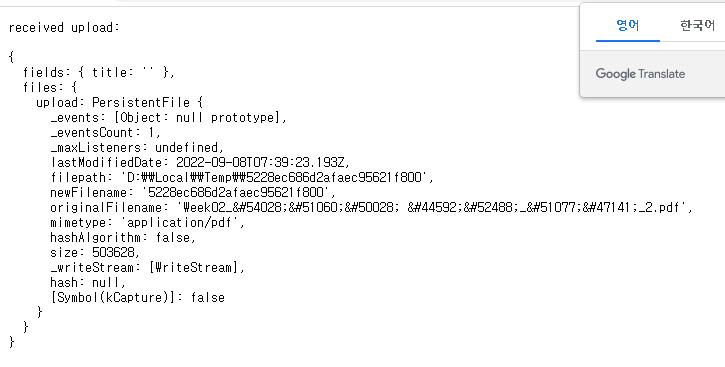 received upload:
영어 한국어
{
Google Translate
fields: { title: '' },
files: {
upload: PersistentFile {
_events: [Object: null prototype],
_eventsCount: 1,
_maxListeners: undefined,
lastModifiedDate: 2022-09-08T07:39:23.193Z,
filepath: 'D:₩₩Local₩₩Temp₩₩5228ec686d2afaec95621f800',
newFilename: '5228ec686d2afaec95621f800',
originalFilename: 'Week02_&#54028;&#51060;&#50028; &#44592;&#52488;_&#51077;&#47141;_2.pdf',
mimetype: 'application/pdf',
hashAlgorithm: false,
size: 503628,
_writeStream: [WriteStream],
hash: null,
[Symbol(kCapture)]: false
}
}
}